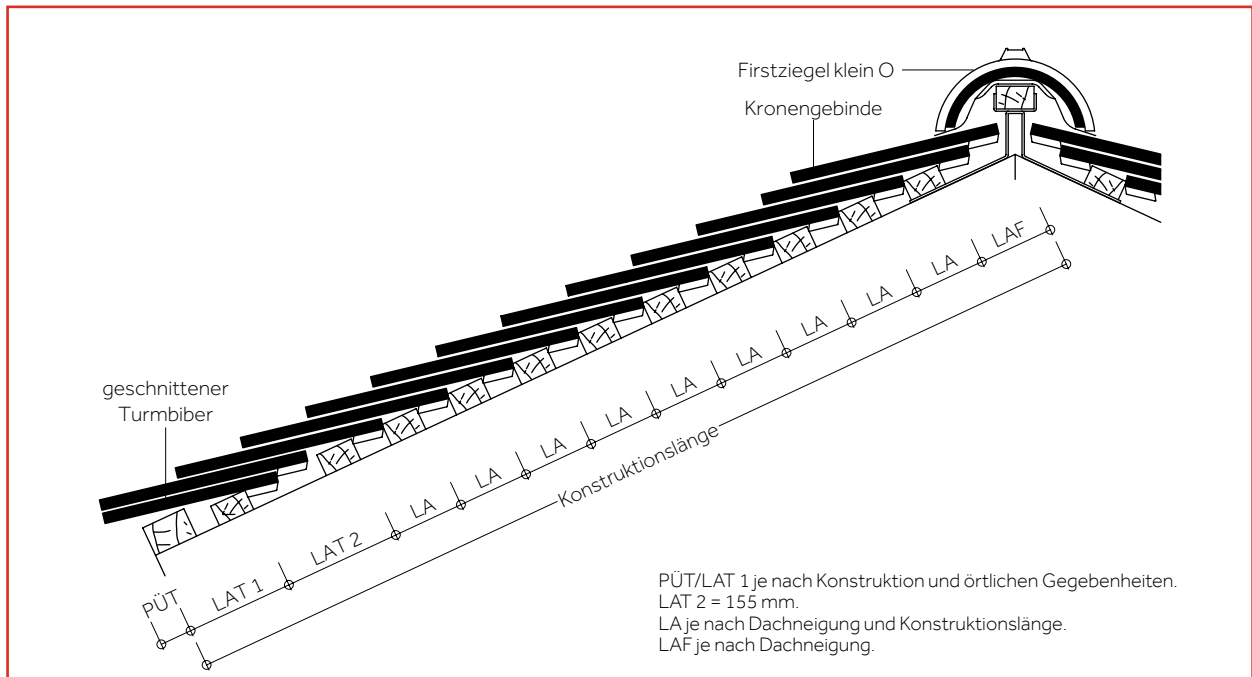 Firstziegel klein O
Kronengebinde
geschnittener
Turmbiber
PÜT
LAT 1
LAT 2
LA
LA
LA
LA
LA
LA
LA
LA
LA
LAF
Konstruktionslänge
PÜT/LAT 1 je nach Konstruktion und örtlichen Gegebenheiten.
LAT 2 = 155 mm.
LA je nach Dachneigung und Konstruktionslänge.
LAF je nach Dachneigung.